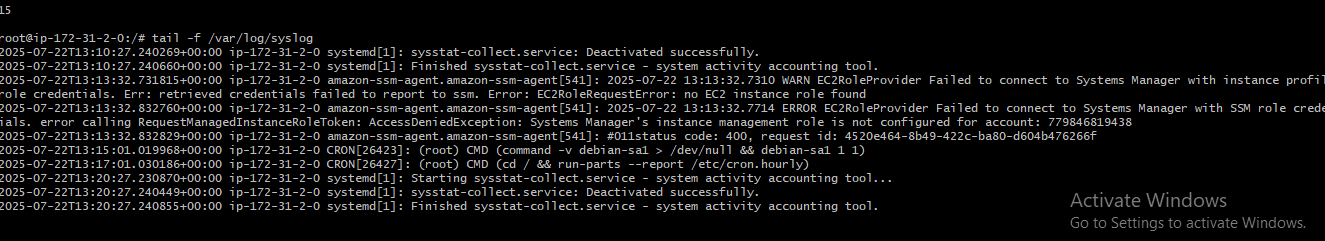 15
root@ip-172-31-2-0:/# tail -f /var/log/syslog
2025-07-22T13:10:27.240269+00:00 ip-172-31-2-0 systemd[1]: sysstat-collect.service: Deactivated successfully.
2025-07-22T13:10:27.240660+00:00 ip-172-31-2-0 systemd[1]: Finished sysstat-collect.service - system activity accounting tool.
2025-07-22T13:13:32.731815+00:00 ip-172-31-2-0 amazon-ssm-agent.amazon-ssm-agent[541]: 2025-07-22 13:13:32.7310 WARN EC2RoleProvider Failed to connect to Systems Manager with instance profil
role credentials. Err: retrieved credentials failed to report to ssm. Error: EC2RoleRequestError: no EC2 instance role found
2025-07-22T13:13:32.832760+00:00 ip-172-31-2-0 amazon-ssm-agent.amazon-ssm-agent[541]: 2025-07-22 13:13:32.7714 ERROR EC2RoleProvider Failed to connect to Systems Manager with SSM role crede
ials. error calling RequestManagedInstanceRoleToken: AccessDeniedException: Systems Manager's instance management role is not configured for account: 779846819438
2025-07-22T13:13:32.832829+00:00 ip-172-31-2-0 amazon-ssm-agent.amazon-ssm-agent[541]: #011status code: 400, request id: 4520e464-8b49-422c-ba80-d604b476266f
2025-07-22T13:15:01.019968+00:00 ip-172-31-2-0 CRON[26423]: (root) CMD (command -v debian-sa1 > /dev/null && debian-sa1 1 1)
2025-07-22T13:17:01.030186+00:00 ip-172-31-2-0 CRON[26427]: (root) CMD (cd / && run-parts --report /etc/cron.hourly)
2025-07-22T13:20:27.230870+00:00 ip-172-31-2-0 systemd[1]: Starting sysstat-collect.service - system activity accounting tool...
2025-07-22T13:20:27.240449+00:00 ip-172-31-2-0 systemd[1]: sysstat-collect.service: Deactivated successfully.
2025-07-22T13:20:27.240855+00:00 ip-172-31-2-0 systemd[1]: Finished sysstat-collect.service - system activity accounting tool.
Activate Windows
Go to Settings to activate Windows.